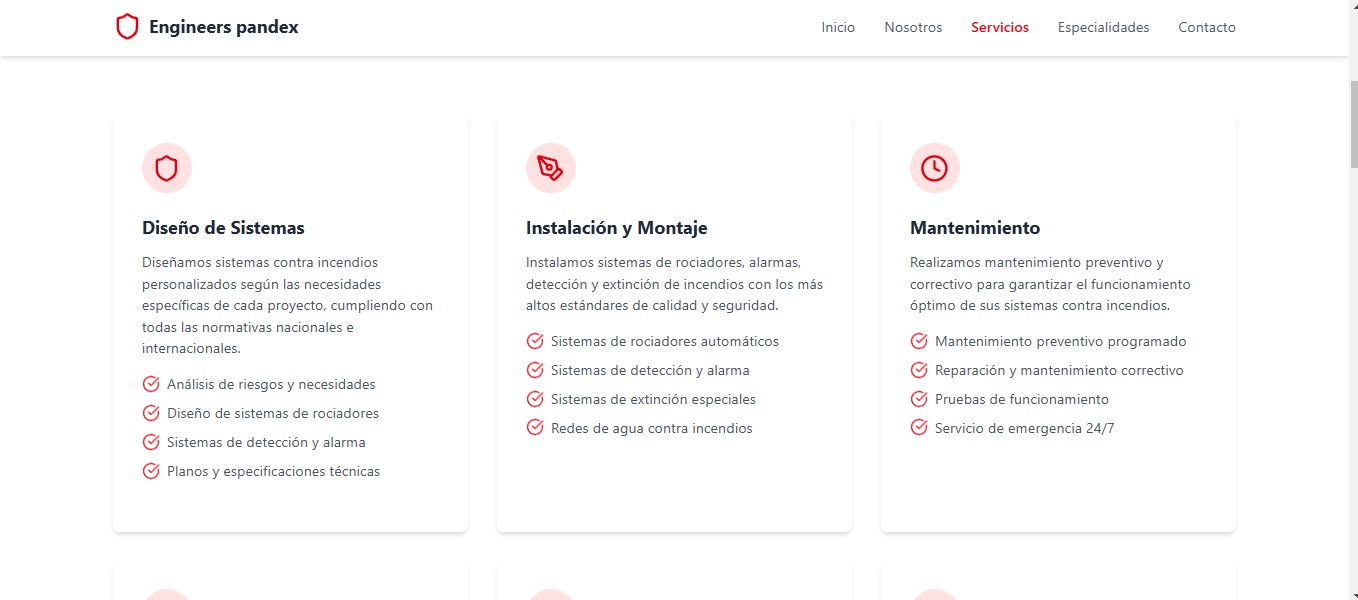 Engineers pandex
Inicio Nosotros Servicios Especialidades Contacto
Diseño de Sistemas
Diseñamos sistemas contra incendios
personalizados según las necesidades
específicas de cada proyecto, cumpliendo con
todas las normativas nacionales e
internacionales.
Análisis de riesgos y necesidades
Diseño de sistemas de rociadores
Sistemas de detección y alarma
Planos y especificaciones técnicas
Instalación y Montaje
Instalamos sistemas de rociadores, alarmas,
detección y extinción de incendios con los más
altos estándares de calidad y seguridad.
Sistemas de rociadores automáticos
Sistemas de detección y alarma
Sistemas de extinción especiales
Redes de agua contra incendios
Mantenimiento
Realizamos mantenimiento preventivo y
correctivo para garantizar el funcionamiento
óptimo de sus sistemas contra incendios.
Mantenimiento preventivo programado
Reparación y mantenimiento correctivo
Pruebas de funcionamiento
Servicio de emergencia 24/7